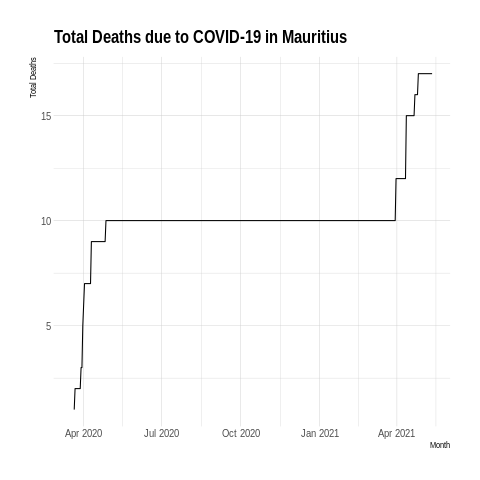 Total Deaths due to COVID-19 in Mauritius
Total Deaths
15
10
5
Apr 2020 Jul 2020 Oct 2020 Jan 2021 Apr 2021
Month